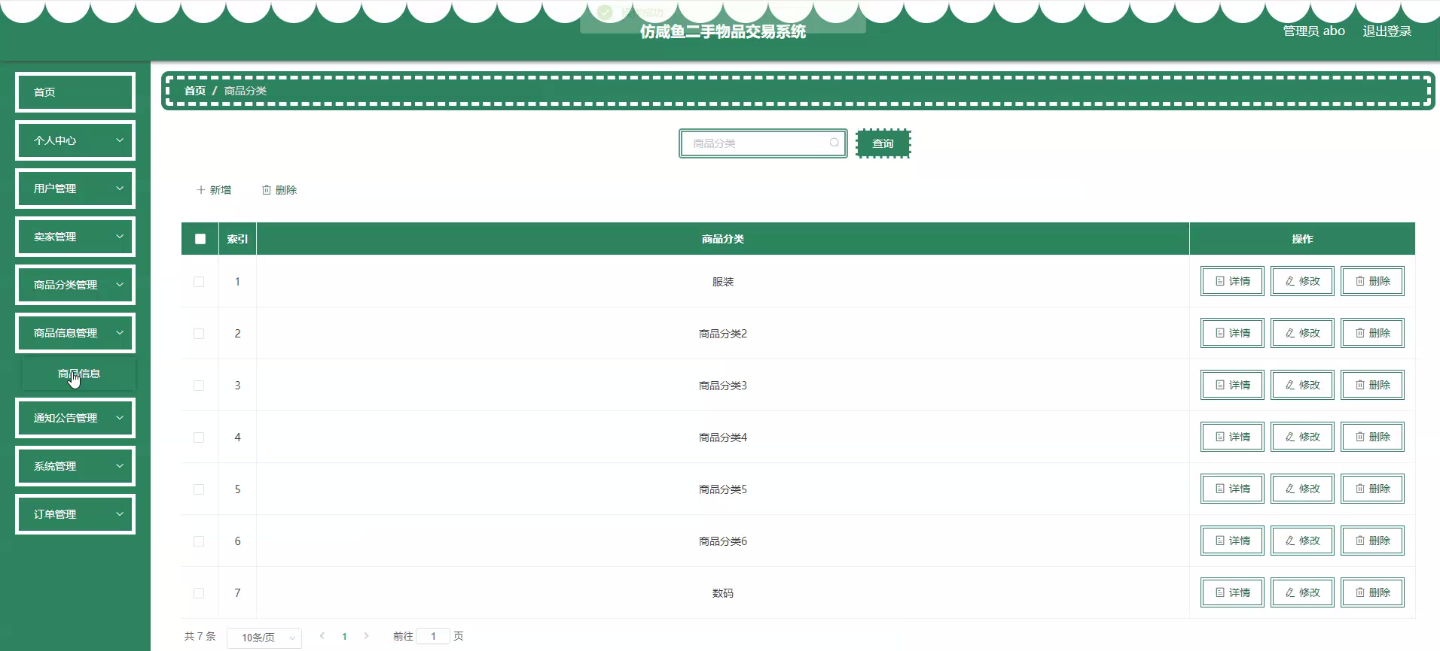 仿咸鱼二手物品交易系统
管理员 abo 退出登录
首页
个人中心
用户管理
卖家管理
商品分类管理
商品信息管理
商品信息
通知公告管理
系统管理
订单管理
首页 / 商品分类
商品分类 查询
新增 删除
索引 商品分类 操作
1 服装 详情 修改 删除
2 商品分类2 详情 修改 删除
3 商品分类3 详情 修改 删除
4 商品分类4 详情 修改 删除
5 商品分类5 详情 修改 删除
6 商品分类6 详情 修改 删除
7 数码 详情 修改 删除
共 7 条 10条/页 1 前往 1 页